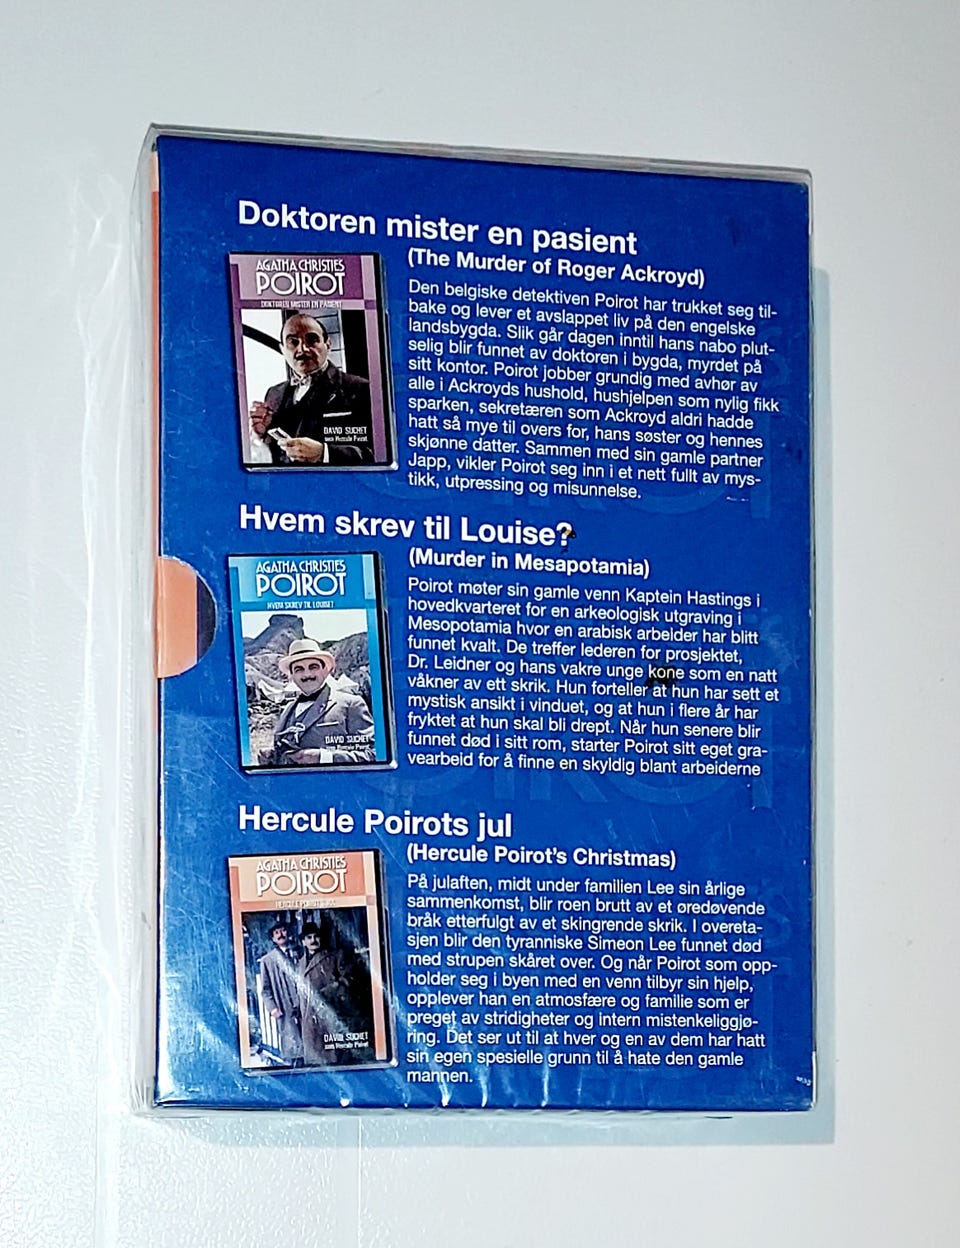 Doktoren mister en pasient
(The Murder of Roger Ackroyd)
AGATHA CHRISTIES
POIROT
DOKTOREN MISTER EN PASIENT
DAVID SUCHET
som Hercule Poirot
Den belgiske detektiven Poirot har trukket seg til-
bake og lever et avslappet liv på den engelske
landsbygda. Slik går dagen inntil hans nabo plut-
selig blir funnet av doktoren i bygda, myrdet på
sitt kontor. Poirot jobber grundig med avhør av
alle i Ackroyds hushold, hushjelpen som nylig fikk
sparken, sekretæren som Ackroyd aldri hadde
hatt så mye til overs for, hans søster og hennes
skjønne datter. Sammen med sin gamle partner
Japp, vikler Poirot seg inn i et nett fullt av mys-
tikk, utpressing og misunnelse.
Hvem skrev til Louise?
(Murder in Mesapotamia)
AGATHA CHRISTIES
POIROT
HVEM SKREV TIL LOUISE?
DAVID SUCHET
som Hercule Poirot
Poirot møter sin gamle venn Kaptein Hastings i
hovedkvarteret for en arkeologisk utgraving i
Mesopotamia hvor en arabisk arbeider har blitt
funnet kvalt. De treffer lederen for prosjektet,
Dr. Leidner og hans vakre unge kone som en natt
våkner av ett skrik. Hun forteller at hun har sett et
mystisk ansikt i vinduet, og at hun i flere år har
fryktet at hun skal bli drept. Når hun senere blir
funnet død i sitt rom, starter Poirot sitt eget gra-
vearbeid for å finne en skyldig blant arbeiderne
Hercule Poirots jul
(Hercule Poirot's Christmas)
AGATHA CHRISTIES
POIROT
HERCULE POIROTS JUL
DAVID SUCHET
som Hercule Poirot
På julaften, midt under familien Lee sin årlige
sammenkomst, blir roen brutt av et øredøvende
bråk etterfulgt av et skingrende skrik. I overeta-
sjen blir den tyranniske Simeon Lee funnet død
med strupen skåret over. Og når Poirot som opp-
holder seg i byen med en venn tilbyr sin hjelp,
opplever han en atmosfære og familie som er
preget av stridigheter og intern mistenkeliggjø-
ring. Det ser ut til at hver og en av dem har hatt
sin egen spesielle grunn til å hate den gamle
mannen.